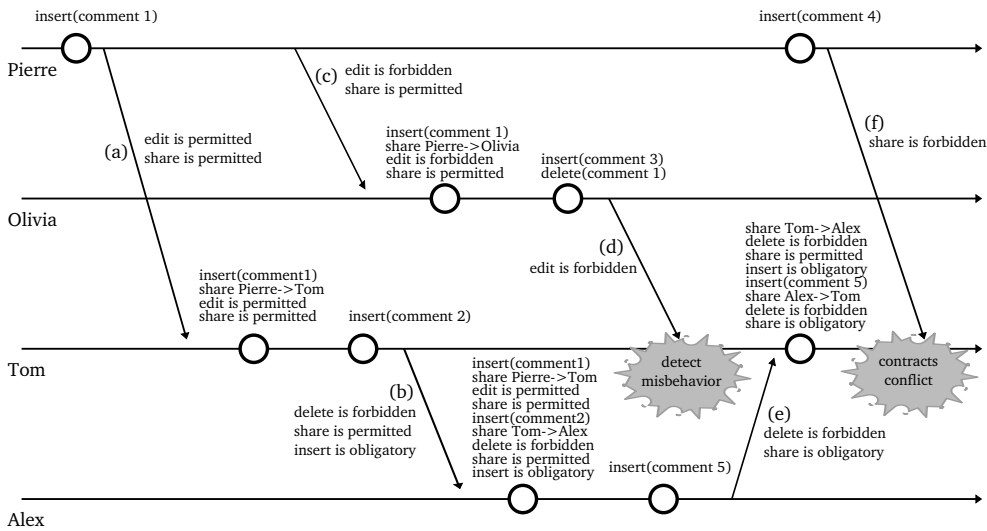 insert(comment 1)
insert(comment 4)
Pierre
(c)
edit is forbidden
share is permitted
(a)
edit is permitted
share is permitted
(f)
share is forbidden
insert(comment 1)
share Pierre->Olivia
edit is forbidden
share is permitted
insert(comment 3)
delete(comment 1)
Olivia
(d)
edit is forbidden
share Tom->Alex
delete is forbidden
share is permitted
insert is obligatory
insert(comment 5)
share Alex->Tom
delete is forbidden
share is obligatory
insert(comment1)
share Pierre->Tom
edit is permitted
share is permitted
insert(comment 2)
Tom
detect
misbehavior
contracts
conflict
(b)
delete is forbidden
share is permitted
insert is obligatory
insert(comment1)
share Pierre->Tom
edit is permitted
share is permitted
insert(comment2)
share Tom->Alex
delete is forbidden
share is permitted
insert is obligatory
insert(comment 5)
(e)
delete is forbidden
share is obligatory
Alex